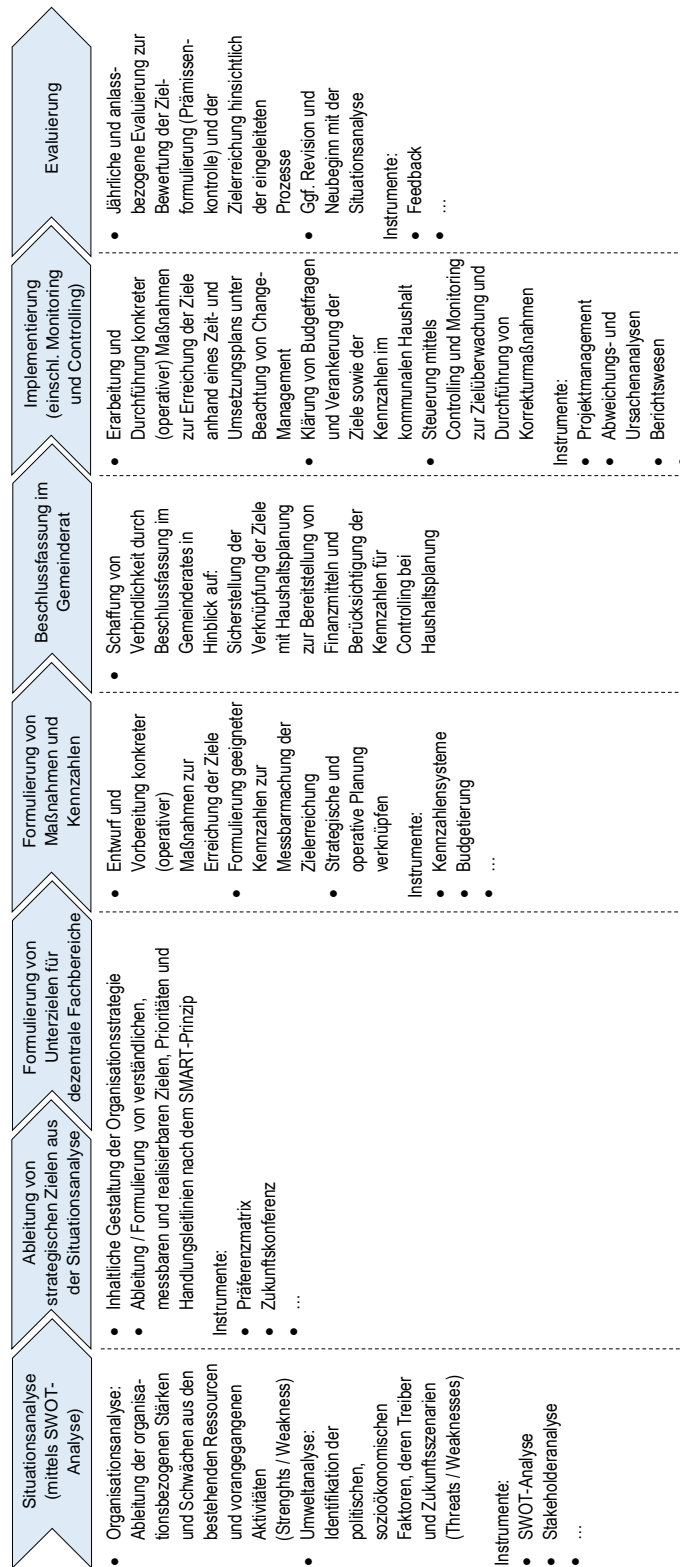 Situationsanalyse
(mittels SWOT-
Analyse)
Ableitung von
strategischen Zielen aus
der Situationsanalyse
Formulierung von
Unterzielen für
dezentrale Fachbereiche
Formulierung von
Maßnahmen und
Kennzahlen
Beschlussfassung im
Gemeinderat
Implementierung
(einschl. Monitoring
und Controlling)
Evaluierung
• Organisationsanalyse:
Ableitung der organisa-
tionsbezogenen Stärken
und Schwächen aus den
bestehenden Ressourcen
und vorangegangenen
Aktivitäten
(Strenghts / Weakness)
• Umweltanalyse:
Identifikation der
politischen,
sozioökonomischen
Faktoren, deren Treiber
und Zukunftsszenarien
(Threats / Weaknesses)
Instrumente:
• SWOT-Analyse
• Stakeholderanalyse
• …
• Inhaltliche Gestaltung der Organisationsstrategie
• Ableitung / Formulierung von verständlichen,
messbaren und realisierbaren Zielen, Prioritäten und
Handlungsleitlinien nach dem SMART-Prinzip
Instrumente:
• Präferenzmatrix
• Zukunftskonferenz
• …
• Entwurf und
Vorbereitung konkreter
(operativer)
Maßnahmen zur
Erreichung der Ziele
• Formulierung geeigneter
Kennzahlen zur
Messbarmachung der
Zielerreichung
• Strategische und
operative Planung
verknüpfen
Instrumente:
• Kennzahlensysteme
• Budgetierung
• …
• Schaffung von
Verbindlichkeit durch
Beschlussfassung im
Gemeinderates in
Hinblick auf:
Sicherstellung der
Verknüpfung der Ziele
mit Haushaltsplanung
zur Bereitstellung von
Finanzmitteln und
Berücksichtigung der
Kennzahlen für
Controlling bei
Haushaltsplanung
• Erarbeitung und
Durchführung konkreter
(operativer) Maßnahmen
zur Erreichung der Ziele
anhand eines Zeit- und
Umsetzungsplans unter
Beachtung von Change-
Management
• Klärung von Budgetfragen
und Verankerung der
Ziele sowie der
Kennzahlen im
kommunalen Haushalt
• Steuerung mittels
Controlling und Monitoring
zur Zielüberwachung und
Durchführung von
Korrekturmaßnahmen
Instrumente:
• Projektmanagement
• Abweichungs- und
Ursachenanalysen
• Berichtswesen
•
• Jährliche und anlass-
bezogene Evaluierung zur
Bewertung der Ziel-
formulierung (Prämissen-
kontrolle) und der
Zielerreichung hinsichtlich
der eingeleiteten
Prozesse
• Ggf. Revision und
Neubeginn mit der
Situationsanalyse
Instrumente:
• Feedback
• …